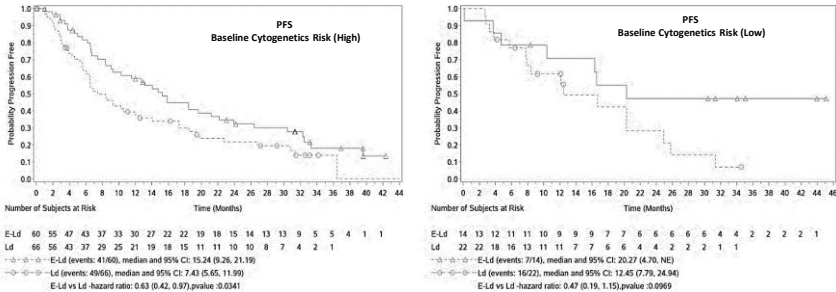 PFS
Baseline Cytogenetics Risk (High)
Probability Progression Free
1.0
0.9
0.8
0.7
0.6
0.5
0.4
0.3
0.2
0.1
0.0
0 2 4 6 8 10 12 14 16 18 20 22 24 26 28 30 32 34 36 38 40 42 44
Number of Subjects at Risk
Time (Months)
E-Ld 60 55 47 43 37 33 30 27 22 22 19 18 15 14 13 13 9 5 5 4 1 1
Ld 66 56 43 37 29 25 21 19 18 15 11 11 10 10 8 7 4 2 1
E-Ld (events: 41/60), median and 95% CI: 15.24 (9.26, 21.19)
Ld (events: 49/66), median and 95% CI: 7.43 (5.65, 11.99)
E-Ld vs Ld -hazard ratio: 0.63 (0.42, 0.97),pvalue :0.0341
PFS
Baseline Cytogenetics Risk (Low)
Probability Progression Free
1.0
0.9
0.8
0.7
0.6
0.5
0.4
0.3
0.2
0.1
0.0
0 2 4 6 8 10 12 14 16 18 20 22 24 26 28 30 32 34 36 38 40 42 44 46
Number of Subjects at Risk
Time (Months)
E-Ld 14 13 12 11 11 10 9 9 9 7 7 6 6 6 6 6 4 4 2 2 2 2 1
Ld 22 22 18 16 13 11 11 7 7 6 6 4 4 2 2 2 1 1
E-Ld (events: 7/14), median and 95% CI: 20.27 (4.70, NE)
Ld (events: 16/22), median and 95% CI: 12.45 (7.79, 24.94)
E-Ld vs Ld -hazard ratio: 0.47 (0.19, 1.15),pvalue :0.0969